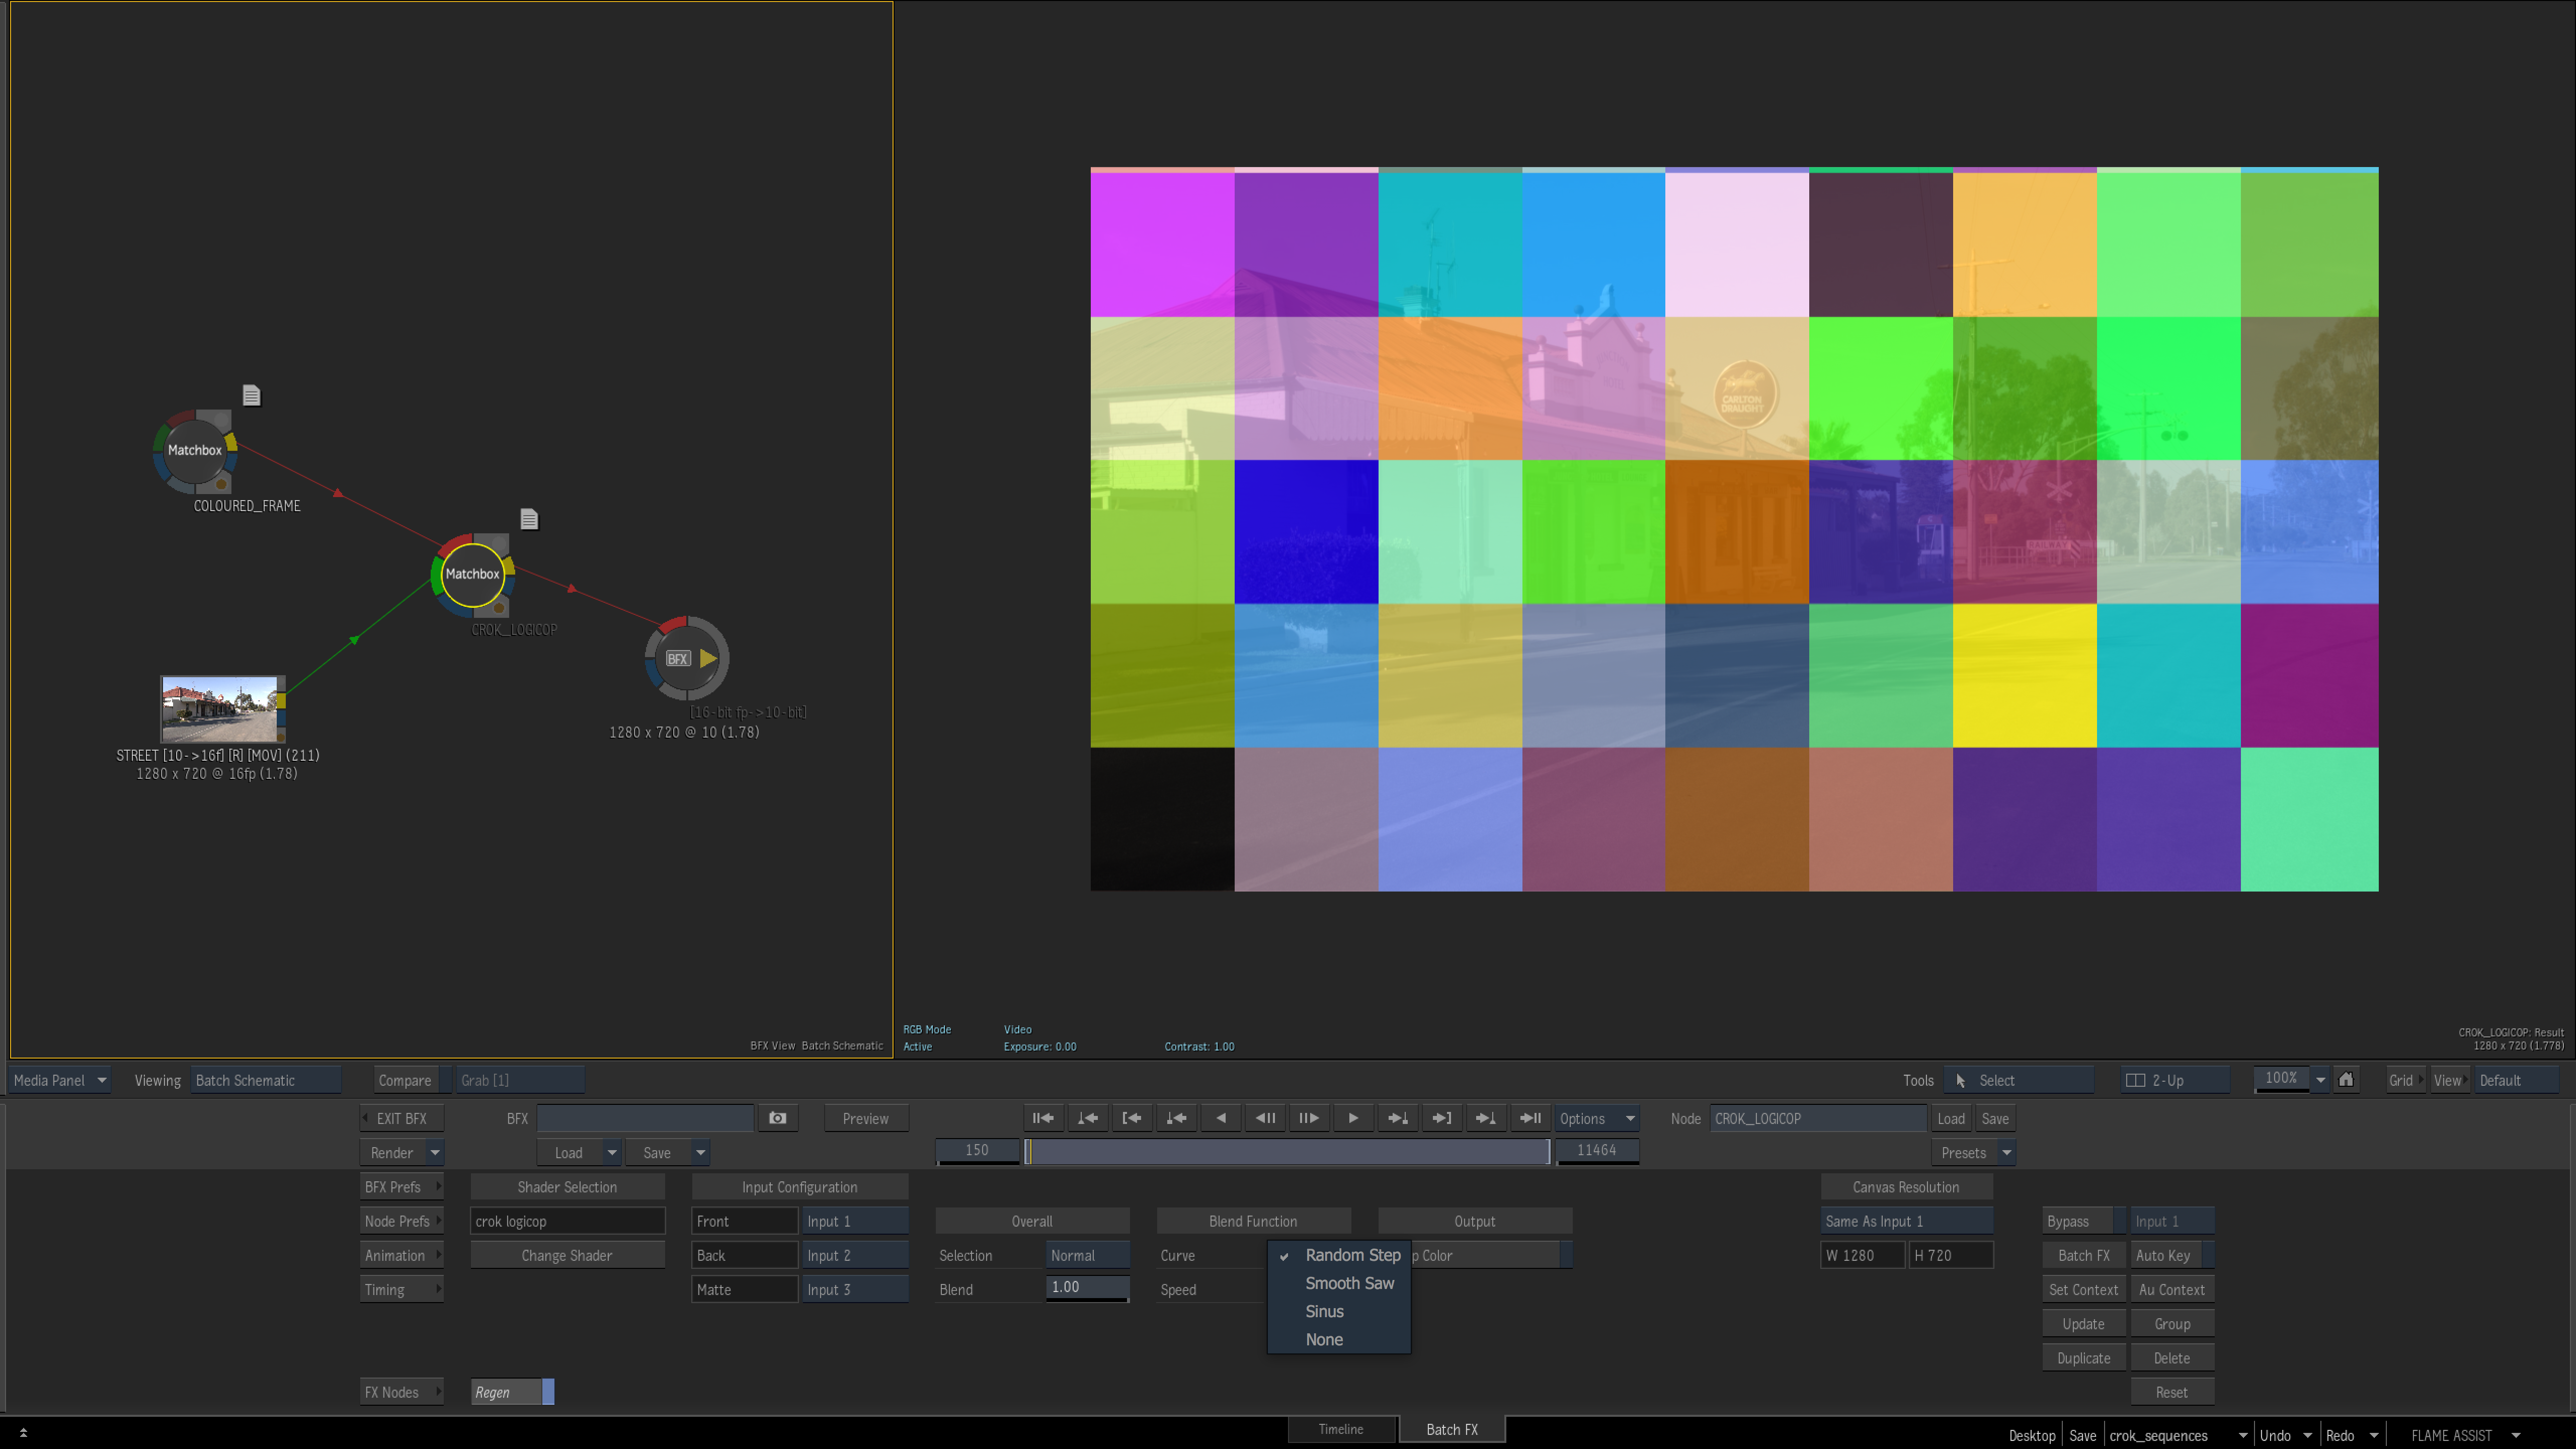 CARLTON
DRAUGHT
RAILWAY
Matchbox
COLOURED_FRAME
Matchbox
CROK_LOGICOP
BFX
[16-bit fp->10-bit]
1280 x 720 @ 10 (1.78)
STREET [10->16f] [R] [MOV] (211)
1280 x 720 @ 16fp (1.78)
BFX View Batch Schematic
RGB Mode Video
Active Exposure: 0.00 Contrast: 1.00
CROK_LOGICOP: Result
1280 x 720 (1.778)
Media Panel Viewing Batch Schematic Compare Grab [1] Tools Select 2-Up 100% Grid View Default
EXIT BFX BFX Preview Options Node CROK_LOGICOP Load Save
Render Load Save 150 11464 Presets
BFX Prefs Shader Selection Input Configuration Canvas Resolution
Node Prefs crok logicop Front Input 1 Overall Blend Function Output Same As Input 1 Bypass Input 1
Animation Change Shader Back Input 2 Selection Normal Curve Random Step p Color W 1280 H 720 Batch FX Auto Key
Smooth Saw
Timing Matte Input 3 Blend 1.00 Speed Set Context Au Context
Sinus
Update Group
None
Duplicate Delete
FX Nodes Regen Reset
Timeline Batch FX Desktop Save crok_sequences Undo Redo FLAME ASSIST